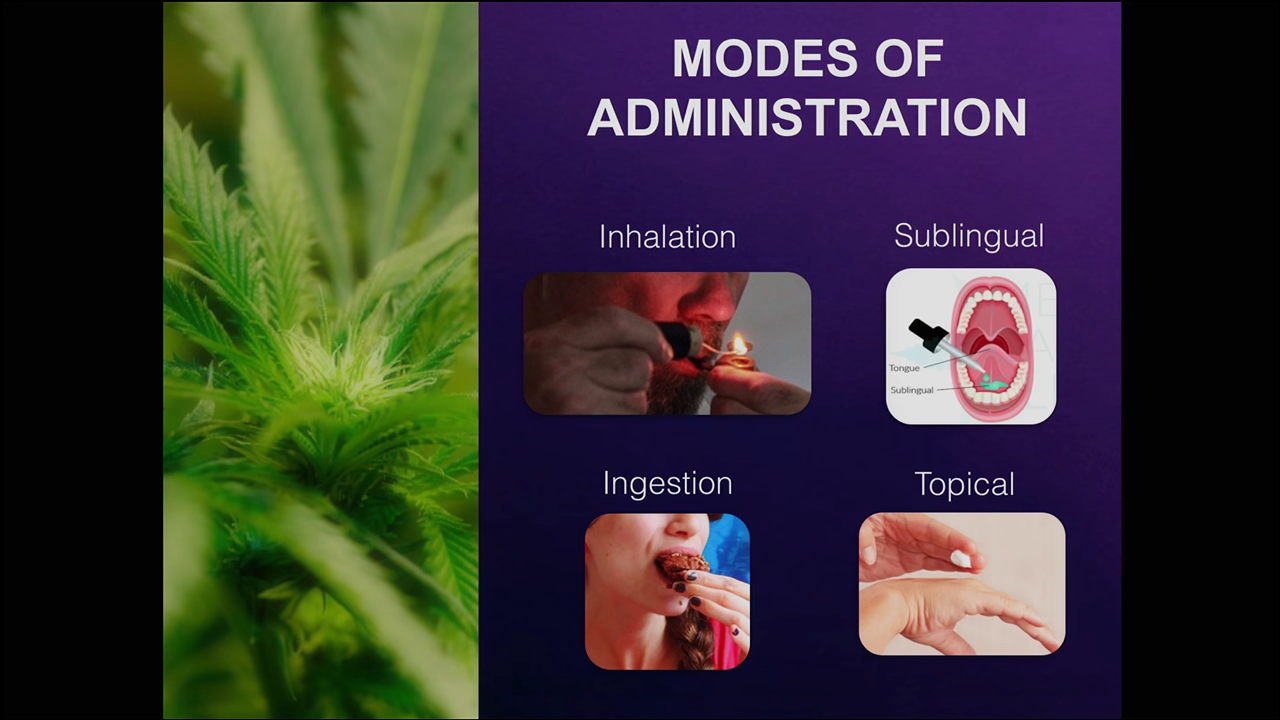 MODES OF
ADMINISTRATION
Inhalation
Sublingual
Tongue
Sublingual
Ingestion
Topical